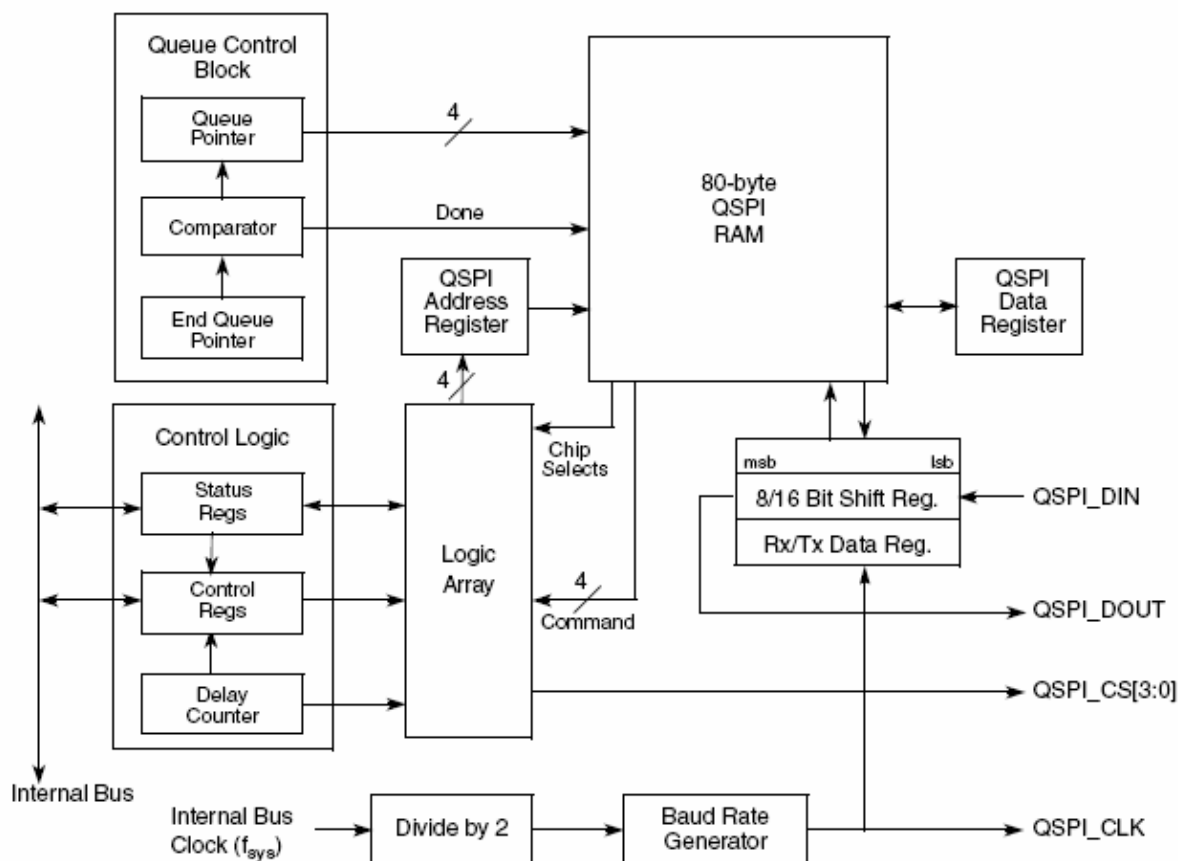 Queue Control
Block
Queue
Pointer
Comparator
End Queue
Pointer
4
Done
80-byte
QSPI
RAM
QSPI
Address
Register
QSPI
Data
Register
4
Control Logic
Status
Regs
Control
Regs
Delay
Counter
Logic
Array
Chip
Selects
4
Command
msb
lsb
8/16 Bit Shift Reg.
Rx/Tx Data Reg.
QSPI_DIN
QSPI_DOUT
QSPI_CS[3:0]
Internal Bus
Internal Bus
Clock (fsys)
Divide by 2
Baud Rate
Generator
QSPI_CLK